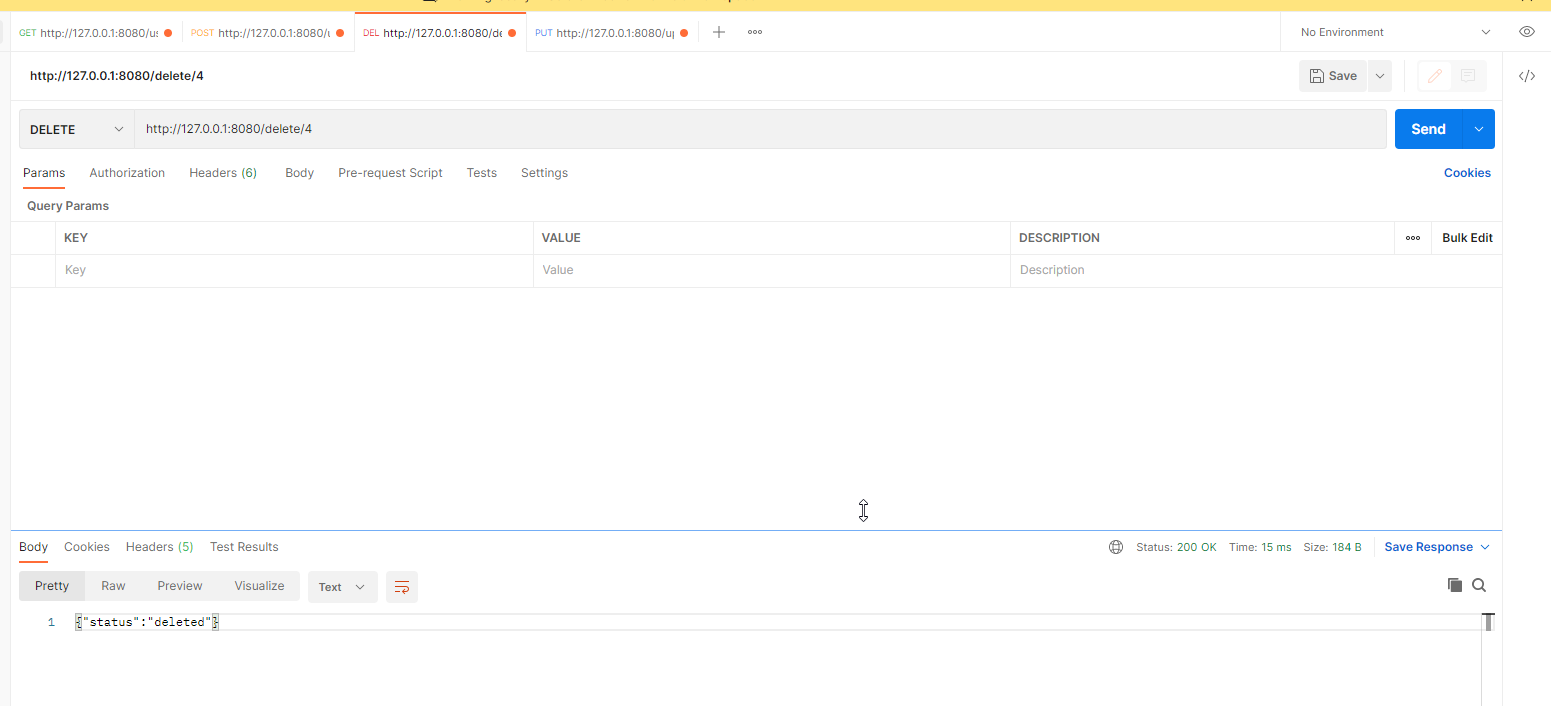 GET http://127.0.0.1:8080/us POST http://127.0.0.1:8080/u DEL http://127.0.0.1:8080/de PUT http://127.0.0.1:8080/up No Environment
http://127.0.0.1:8080/delete/4 Save
DELETE http://127.0.0.1:8080/delete/4 Send
Params Authorization Headers (6) Body Pre-request Script Tests Settings Cookies
Query Params
KEY VALUE DESCRIPTION Bulk Edit
Key Value Description
Body Cookies Headers (5) Test Results Status: 200 OK Time: 15 ms Size: 184 B Save Response
Pretty Raw Preview Visualize Text
1 {"status":"deleted"}